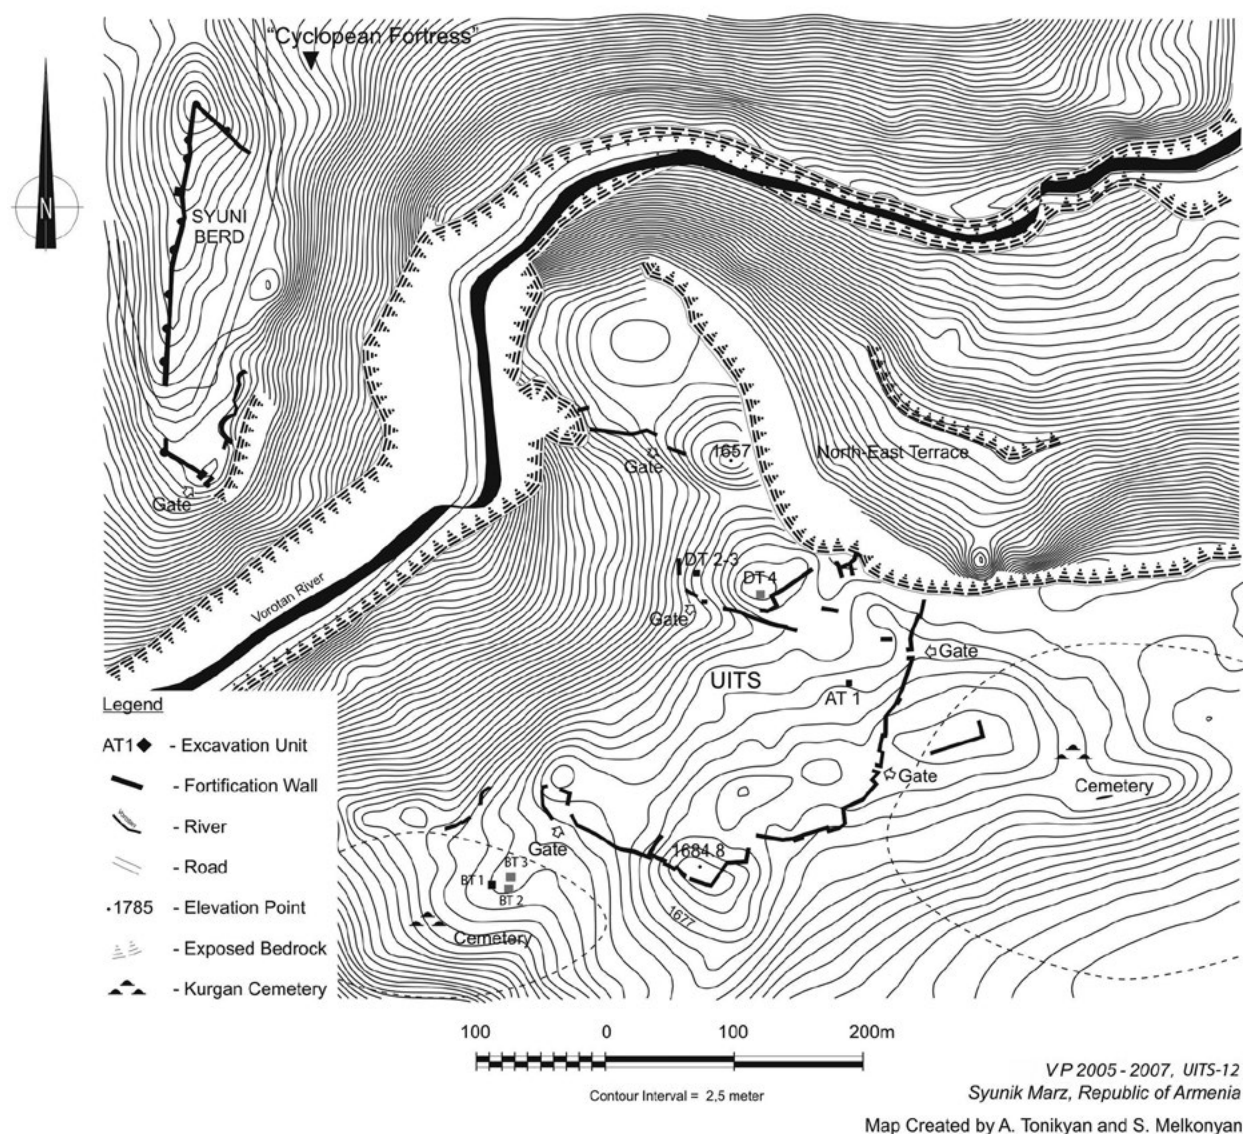 "Cyclopean Fortress"
N
SYUNI
BERD
1657
Gate
North-East Terrace
Gate
Vorotan River
DT 2-3
DT 4
Gate
Gate
UITS
AT 1
Gate
Cemetery
Gate
1684.8
BT 3
BT 1
BT 2
1677
Cemetery
Legend
AT1 - Excavation Unit
- Fortification Wall
Vorotan - River
- Road
·1785 - Elevation Point
- Exposed Bedrock
- Kurgan Cemetery
100 0 100 200m
Contour Interval = 2,5 meter
VP 2005 - 2007, UITS-12
Syunik Marz, Republic of Armenia
Map Created by A. Tonikyan and S. Melkonyan